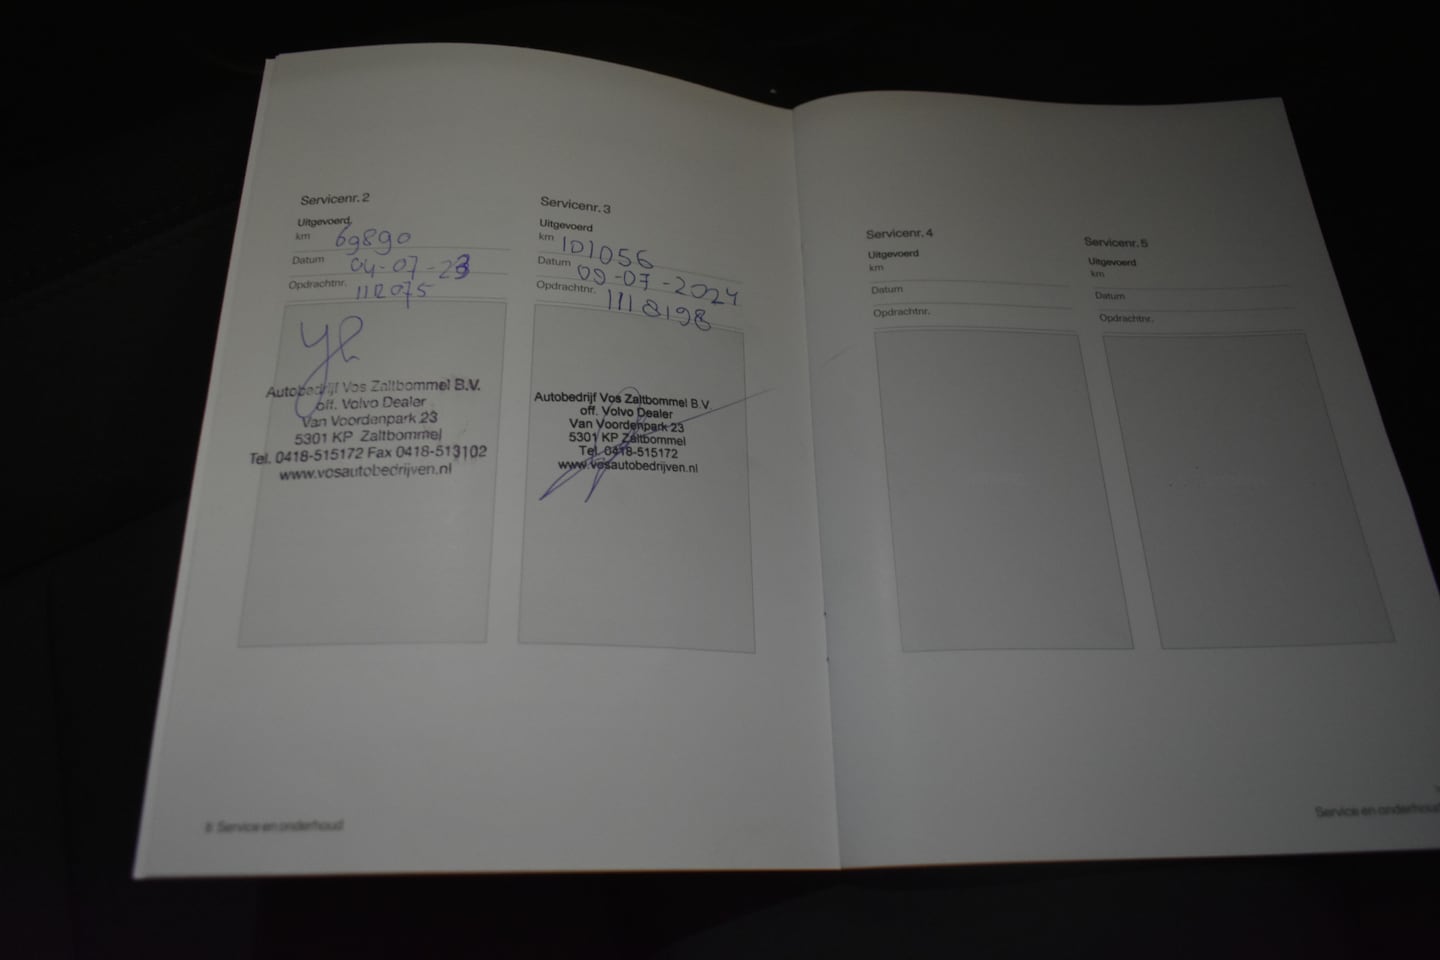 Servicenr. 2
Uitgevoerd
km 69890
Datum 04-07-23
Opdrachtnr. 112075
Autobedrijf Vos Zaltbommel B.V.
off. Volvo Dealer
Van Voordenpark 23
5301 KP Zaltbommel
Tel. 0418-515172 Fax 0418-513102
www.vosautobedrijven.nl
Servicenr. 3
Uitgevoerd
km 101056
Datum 09-07-2024
Opdrachtnr. 1118198
Autobedrijf Vos Zaltbommel B.V.
off. Volvo Dealer
Van Voordenpark 23
5301 KP Zaltbommel
Tel. 0418-515172
www.vosautobedrijven.nl
Service en onderhoud
Servicenr. 4
Uitgevoerd
km
Datum
Opdrachtnr.
Servicenr. 5
Uitgevoerd
km
Datum
Opdrachtnr.
Service en onderhoud